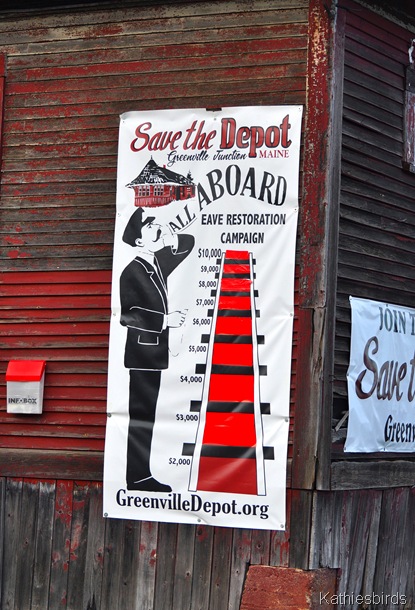 Save the Depot
Greenville Junction MAINE
ALL ABOARD
EAVE RESTORATION
CAMPAIGN
$10,000
$9,000
$8,000
$7,000
$6,000
$5,000
$4,000
$3,000
$2,000
GreenvilleDepot.org
INFO BOX
JOIN T
Save
Greenv
Kathiesbirds